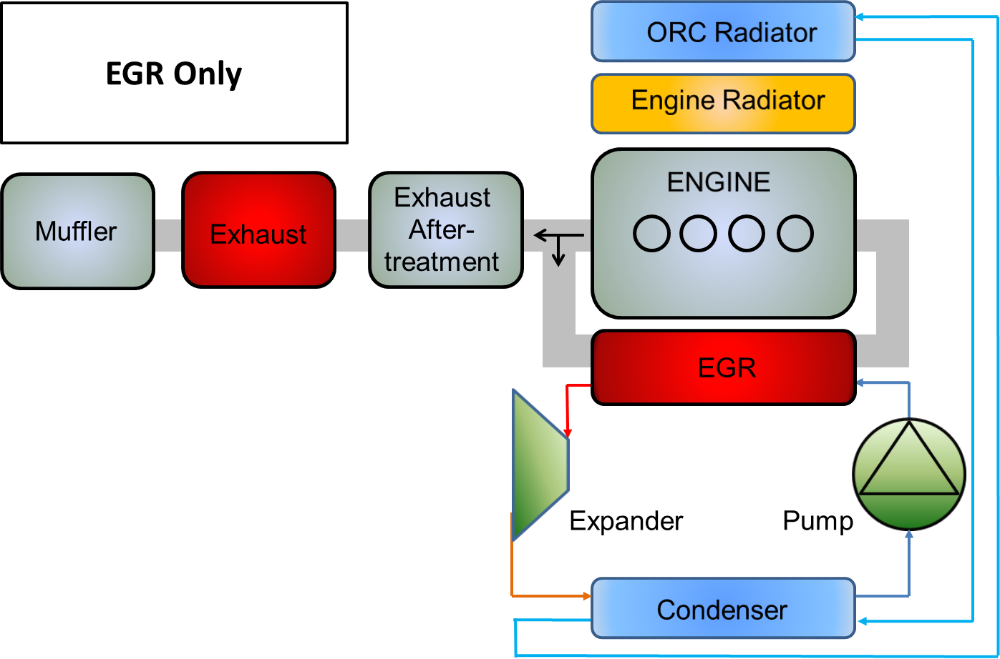 EGR Only
ORC Radiator
Engine Radiator
ENGINE
Muffler
Exhaust
Exhaust
After-
treatment
EGR
Expander
Pump
Condenser